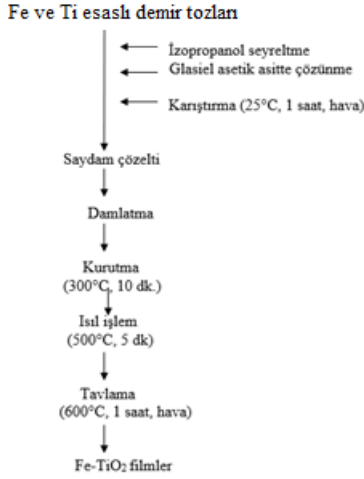 Fe ve Ti esaslı demir tozları
İzopropanol seyreltme
Glasiel asetik asitte çözünme
Karıştırma (25°C, 1 saat, hava)
Saydam çözelti
Damlatma
Kurutma
(300°C, 10 dk.)
Isıl işlem
(500°C, 5 dk)
Tavlama
(600°C, 1 saat, hava)
Fe-TiO₂ filmler